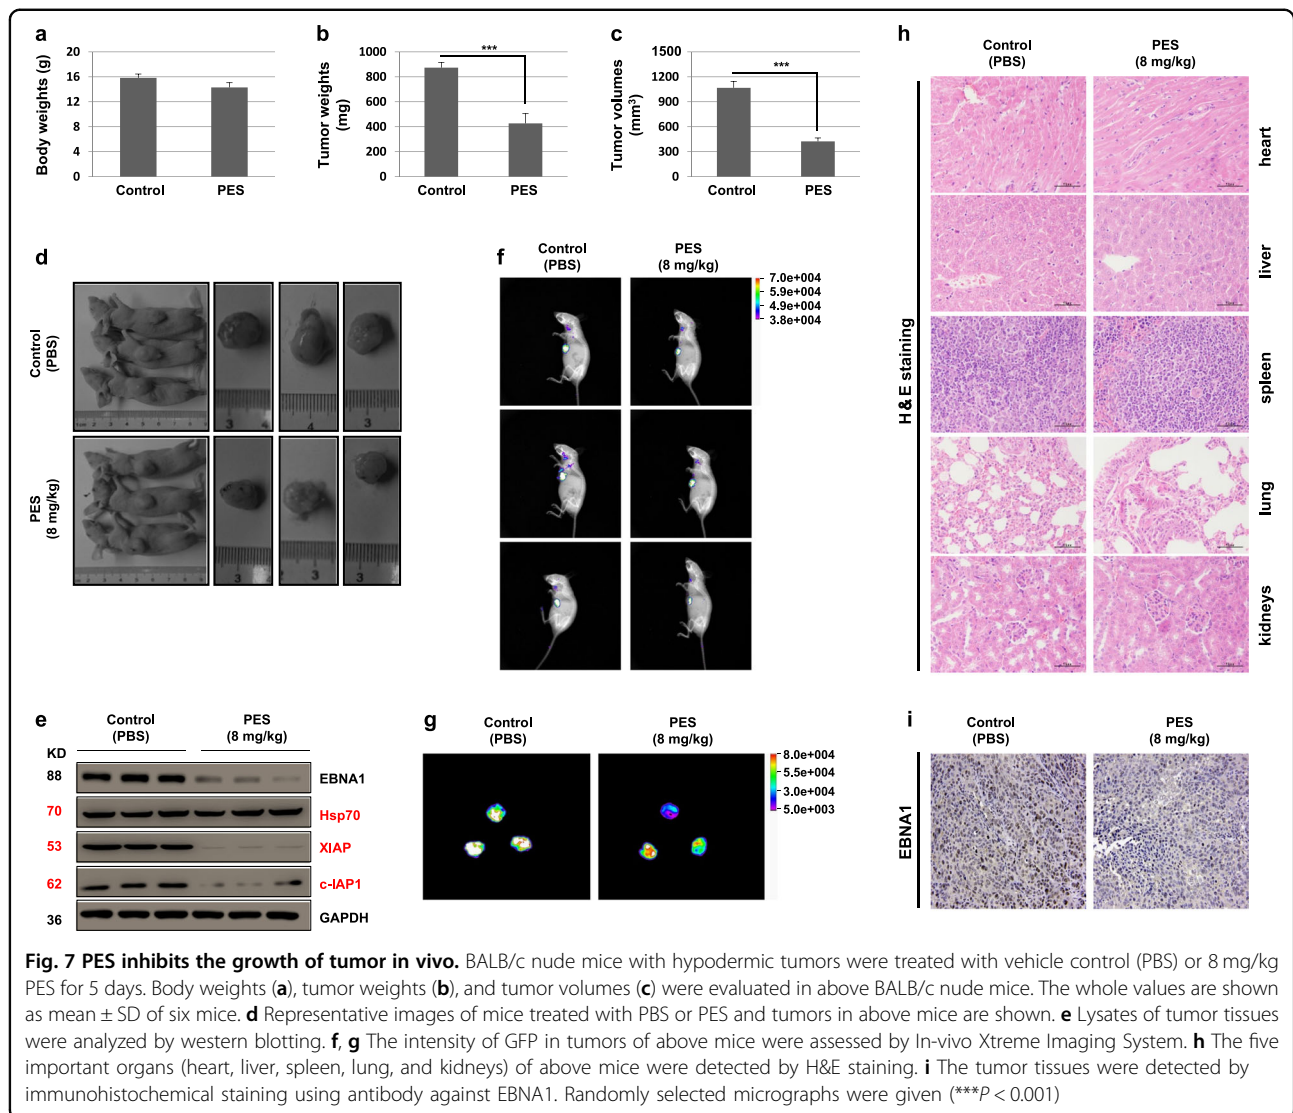 a
Body weights (g)
20
16
12
8
4
0
Control
PES
b
Tumor weights
(mg)
1000
800
600
400
200
0
***
Control
PES
c
Tumor volumes
(mm³)
1500
1200
900
600
300
0
***
Control
PES
d
Control
(PBS)
3
4
4
3
PES
(8 mg/kg)
3
3
3
f
Control
(PBS)
PES
(8 mg/kg)
7.0e+004
5.9e+004
4.9e+004
3.8e+004
h
Control
(PBS)
PES
(8 mg/kg)
H&E staining
heart
liver
spleen
lung
kidneys
e
Control
(PBS)
PES
(8 mg/kg)
KD
88
EBNA1
70
Hsp70
53
XIAP
62
c-IAP1
36
GAPDH
g
Control
(PBS)
PES
(8 mg/kg)
8.0e+004
5.5e+004
3.0e+004
5.0e+003
i
Control
(PBS)
PES
(8 mg/kg)
EBNA1
Fig. 7 PES inhibits the growth of tumor in vivo. BALB/c nude mice with hypodermic tumors were treated with vehicle control (PBS) or 8 mg/kg
PES for 5 days. Body weights (a), tumor weights (b), and tumor volumes (c) were evaluated in above BALB/c nude mice. The whole values are shown
as mean ± SD of six mice. d Representative images of mice treated with PBS or PES and tumors in above mice are shown. e Lysates of tumor tissues
were analyzed by western blotting. f, g The intensity of GFP in tumors of above mice were assessed by In-vivo Xtreme Imaging System. h The five
important organs (heart, liver, spleen, lung, and kidneys) of above mice were detected by H&E staining. i The tumor tissues were detected by
immunohistochemical staining using antibody against EBNA1. Randomly selected micrographs were given (***P < 0.001)